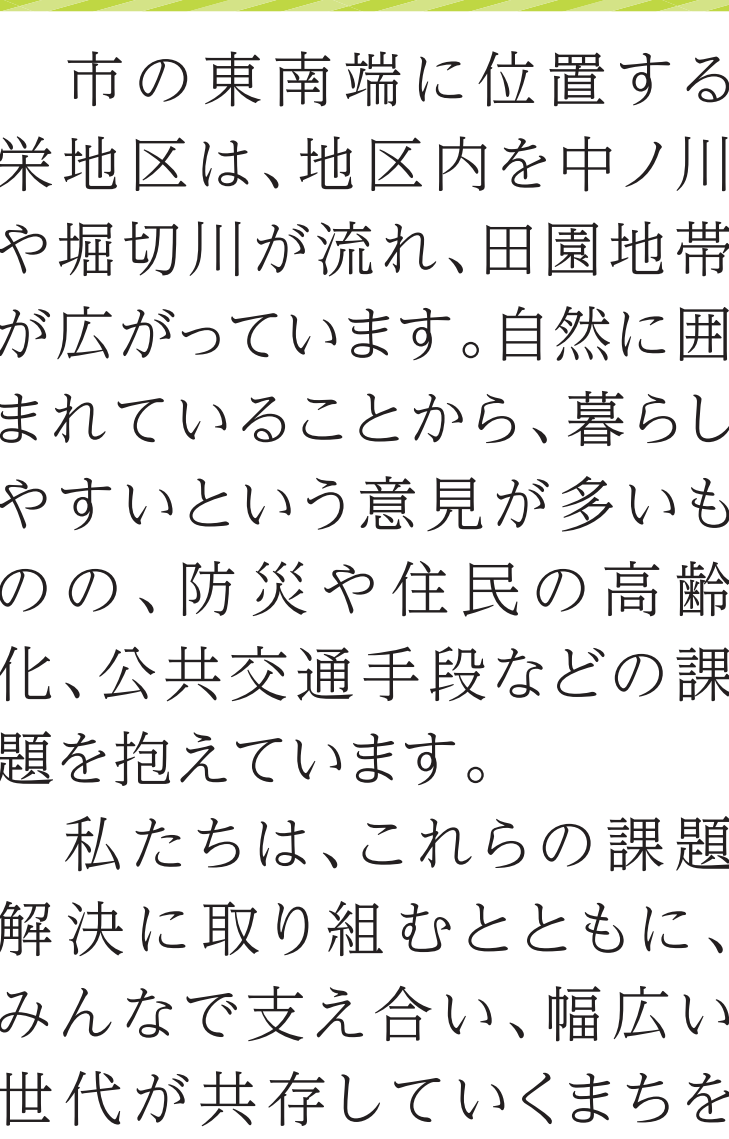 市の東南端に位置する
栄地区は、地区内を中ノ川
や堀切川が流れ、田園地帯
が広がっています。自然に囲
まれていることから、暮らし
やすいという意見が多いも
のの、防災や住民の高齢
化、公共交通手段などの課
題を抱えています。
私たちは、これらの課題
解決に取り組むとともに、
みんなで支え合い、幅広い
世代が共存していくまちを